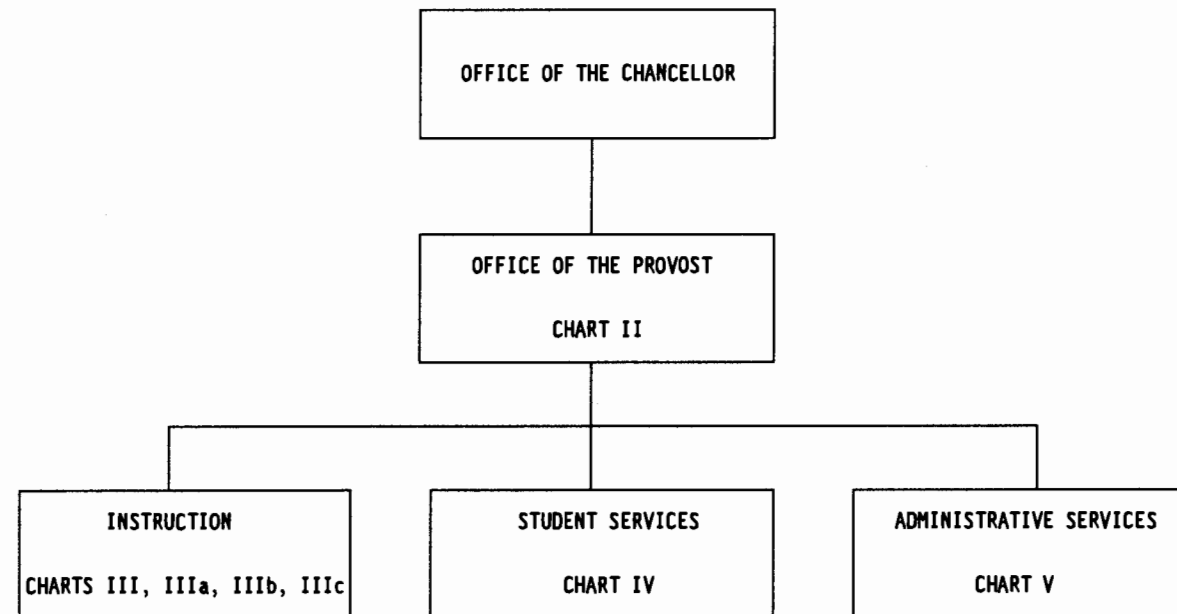 OFFICE OF THE CHANCELLOR
OFFICE OF THE PROVOST
CHART II
INSTRUCTION
CHARTS III, IIIa, IIIb, IIIc
STUDENT SERVICES
CHART IV
ADMINISTRATIVE SERVICES
CHART V